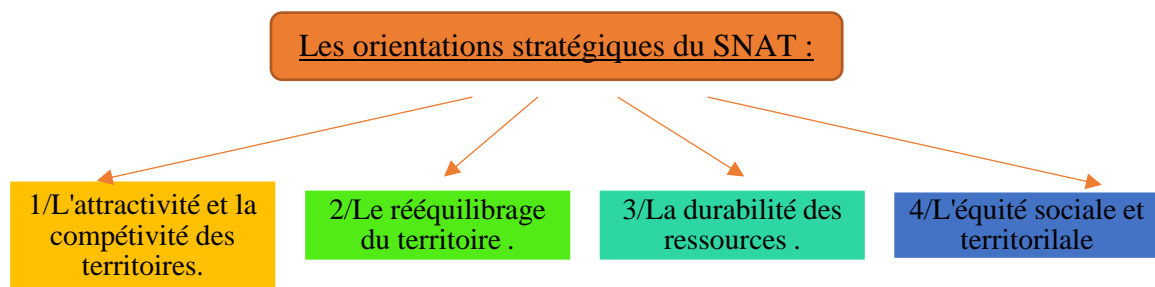 Les orientations stratégiques du SNAT :
1/L'attractivité et la
compétivité des
territoires.
2/Le rééquilibrage
du territoire .
3/La durabilité des
ressources .
4/L'équité sociale et
territorilale